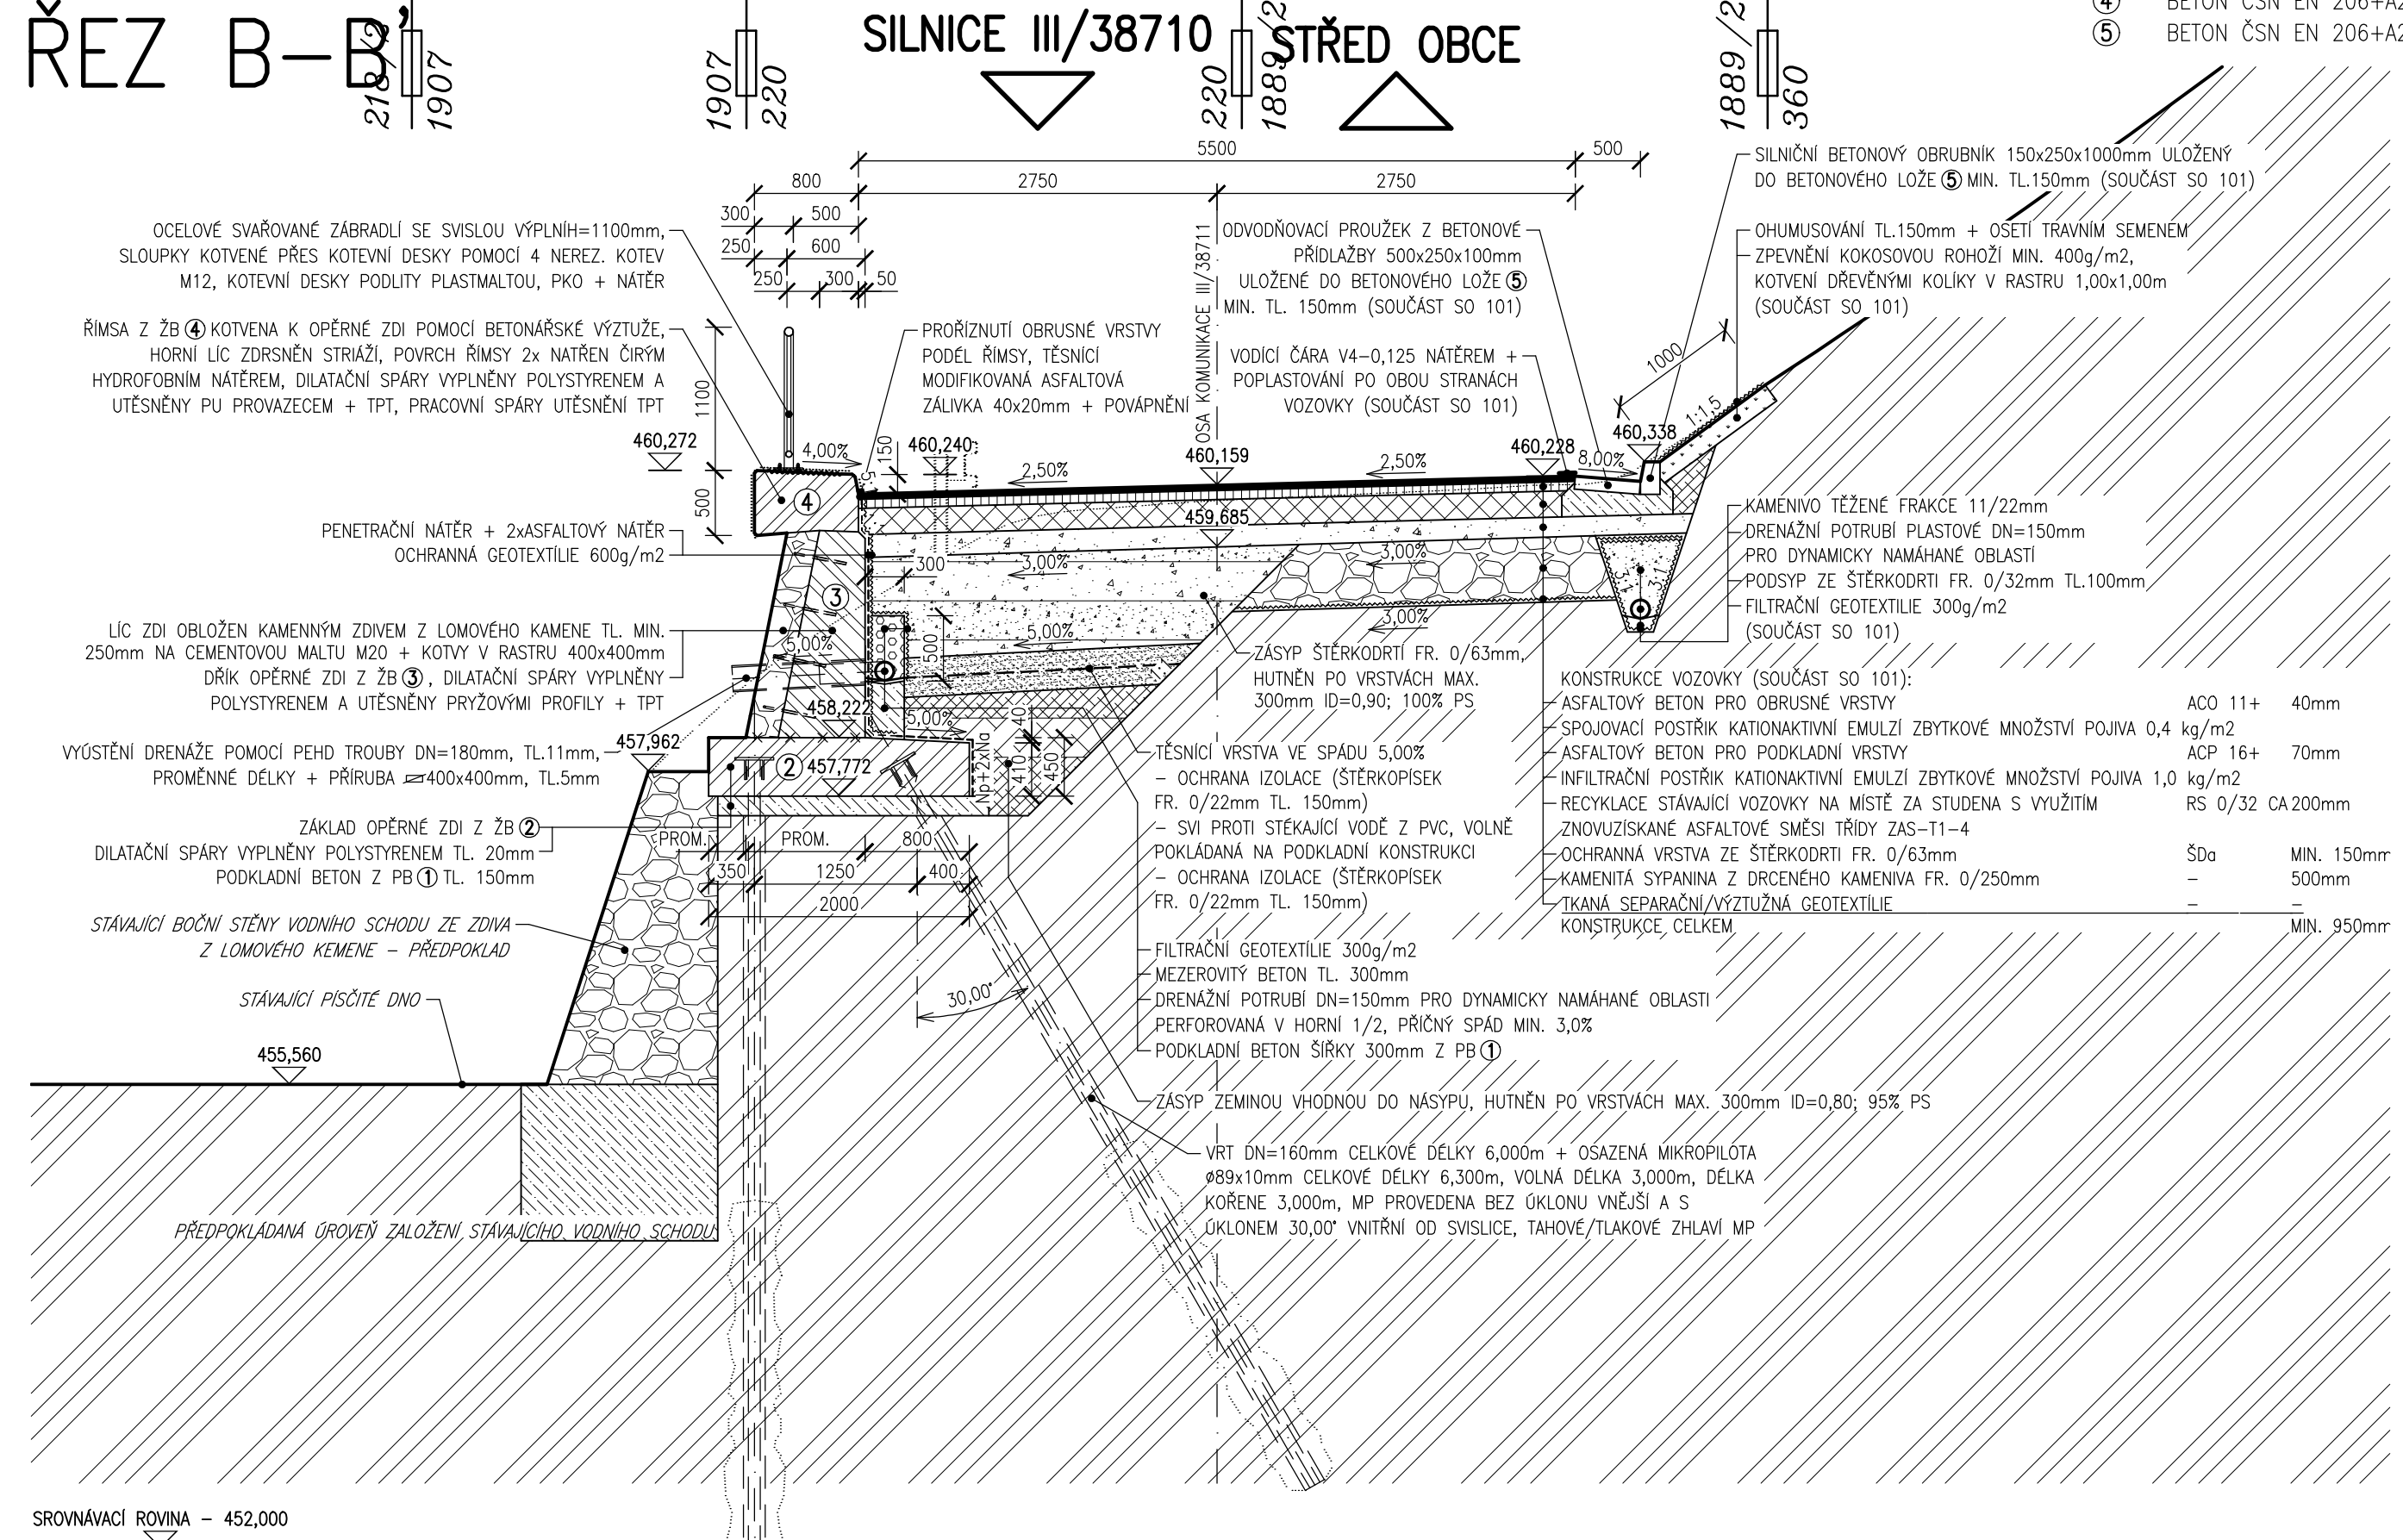 ŘEZ B-B'
218/2
1907
1907
220
SILNICE III/38710
220
1889/2
STŘED OBCE
1889/2
360
④
BETON ČSN EN 206+A2
⑤ BETON ČSN EN 206+A2
5500
500
800
2750
2750
300
500
250
600
250
300
50
SILNIČNÍ BETONOVÝ OBRUBNÍK 150x250x1000mm ULOŽENÝ
DO BETONOVÉHO LOŽE ⑤ MIN. TL.150mm (SOUČÁST SO 101)
OCELOVÉ SVAŘOVANÉ ZÁBRADLÍ SE SVISLOU VÝPLNÍH=1100mm,
SLOUPKY KOTVENÉ PŘES KOTEVNÍ DESKY POMOCÍ 4 NEREZ. KOTEV
M12, KOTEVNÍ DESKY PODLITY PLASTMALTOU, PKO + NÁTĚR
ŘÍMSA Z ŽB ④ KOTVENA K OPĚRNÉ ZDI POMOCÍ BETONÁŘSKÉ VÝZTUŽE,
HORNÍ LÍC ZDRSNĚN STRIÁŽÍ, POVRCH ŘÍMSY 2x NATŘEN ČIRÝM
HYDROFOBNÍM NÁTĚREM, DILATAČNÍ SPÁRY VYPLNĚNY POLYSTYRENEM A
UTĚSNĚNY PU PROVAZCEM + TPT, PRACOVNÍ SPÁRY UTĚSNĚNÍ TPT
PROŘÍZNUTÍ OBRUSNÉ VRSTVY
PODÉL ŘÍMSY, TĚSNÍCÍ
MODIFIKOVANÁ ASFALTOVÁ
ZÁLIVKA 40x20mm + POVÁPNĚNÍ
OSA KOMUNIKACE III/38711
ODVODŇOVACÍ PROUŽEK Z BETONOVÉ
PŘÍDLAŽBY 500x250x100mm
ULOŽENÉ DO BETONOVÉHO LOŽE ⑤
MIN. TL. 150mm (SOUČÁST SO 101)
VODÍCÍ ČÁRA V4-0,125 NÁTĚREM +
POPLASTOVÁNÍ PO OBOU STRANÁCH
VOZOVKY (SOUČÁST SO 101)
OHUMUSOVÁNÍ TL.150mm + OSETÍ TRAVNÍM SEMENEM
ZPEVNĚNÍ KOKOSOVOU ROHOŽÍ MIN. 400g/m2,
KOTVENÍ DŘEVĚNÝMI KOLÍKY V RASTRU 1,00x1,00m
(SOUČÁST SO 101)
1000
1:1,5
1100
500
460,272
4,00%
150
460,240
2,50%
460,159
2,50%
460,228
8,00%
460,338
④
459,685
3,00%
3,00%
3,00%
300
③
500
5,00%
5,00%
5,00%
PENETRAČNÍ NÁTĚR + 2xASFALTOVÝ NÁTĚR
OCHRANNÁ GEOTEXTÍLIE 600g/m2
LÍC ZDI OBLOŽEN KAMENNÝM ZDIVEM Z LOMOVÉHO KAMENE TL. MIN.
250mm NA CEMENTOVOU MALTU M20 + KOTVY V RASTRU 400x400mm
DŘÍK OPĚRNÉ ZDI Z ŽB ③, DILATAČNÍ SPÁRY VYPLNĚNY
POLYSTYRENEM A UTĚSNĚNY PRYŽOVÝMI PROFILY + TPT
KAMENIVO TĚŽENÉ FRAKCE 11/22mm
DRENÁŽNÍ POTRUBÍ PLASTOVÉ DN=150mm
PRO DYNAMICKY NAMÁHANÉ OBLASTÍ
PODSYP ZE ŠTĚRKODRTI FR. 0/32mm TL.100mm
FILTRAČNÍ GEOTEXTILIE 300g/m2
(SOUČÁST SO 101)
3:1
3:1
ZÁSYP ŠTĚRKODRTÍ FR. 0/63mm,
HUTNĚN PO VRSTVÁCH MAX.
300mm ID=0,90; 100% PS
VYÚSTĚNÍ DRENÁŽE POMOCÍ PEHD TROUBY DN=180mm, TL.11mm,
PROMĚNNÉ DÉLKY + PŘÍRUBA ▱400x400mm, TL.5mm
457,962
458,222
② 457,772
Np+2xNa
410
140
450
ZÁKLAD OPĚRNÉ ZDI Z ŽB ②
DILATAČNÍ SPÁRY VYPLNĚNY POLYSTYRENEM TL. 20mm
PODKLADNÍ BETON Z PB ① TL. 150mm
PROM.
PROM.
800
350
1250
400
2000
TĚSNÍCÍ VRSTVA VE SPÁDU 5,00%
- OCHRANA IZOLACE (ŠTĚRKOPÍSEK
FR. 0/22mm TL. 150mm)
- SVI PROTI STÉKAJÍCÍ VODĚ Z PVC, VOLNĚ
POKLÁDANÁ NA PODKLADNÍ KONSTRUKCI
- OCHRANA IZOLACE (ŠTĚRKOPÍSEK
FR. 0/22mm TL. 150mm)
KONSTRUKCE VOZOVKY (SOUČÁST SO 101):
ASFALTOVÝ BETON PRO OBRUSNÉ VRSTVY ACO 11+ 40mm
SPOJOVACÍ POSTŘIK KATIONAKTIVNÍ EMULZÍ ZBYTKOVÉ MNOŽSTVÍ POJIVA 0,4 kg/m2
ASFALTOVÝ BETON PRO PODKLADNÍ VRSTVY ACP 16+ 70mm
INFILTRAČNÍ POSTŘIK KATIONAKTIVNÍ EMULZÍ ZBYTKOVÉ MNOŽSTVÍ POJIVA 1,0 kg/m2
RECYKLACE STÁVAJÍCÍ VOZOVKY NA MÍSTĚ ZA STUDENA S VYUŽITÍM RS 0/32 CA 200mm
ZNOVUZÍSKANÉ ASFALTOVÉ SMĚSI TŘÍDY ZAS-T1-4
OCHRANNÁ VRSTVA ZE ŠTĚRKODRTI FR. 0/63mm ŠDa MIN. 150mm
KAMENITÁ SYPANINA Z DRCENÉHO KAMENIVA FR. 0/250mm - 500mm
TKANÁ SEPARAČNÍ/VÝZTUŽNÁ GEOTEXTÍLIE - -
KONSTRUKCE CELKEM MIN. 950mm
STÁVAJÍCÍ BOČNÍ STĚNY VODNÍHO SCHODU ZE ZDIVA
Z LOMOVÉHO KEMENE - PŘEDPOKLAD
STÁVAJÍCÍ PÍSČITÉ DNO
455,560
30,00°
FILTRAČNÍ GEOTEXTÍLIE 300g/m2
MEZEROVITÝ BETON TL. 300mm
DRENÁŽNÍ POTRUBÍ DN=150mm PRO DYNAMICKY NAMÁHANÉ OBLASTI
PERFOROVANÁ V HORNÍ 1/2, PŘÍČNÝ SPÁD MIN. 3,0%
PODKLADNÍ BETON ŠÍŘKY 300mm Z PB ①
ZÁSYP ZEMINOU VHODNOU DO NÁSYPU, HUTNĚN PO VRSTVÁCH MAX. 300mm ID=0,80; 95% PS
VRT DN=160mm CELKOVÉ DÉLKY 6,000m + OSAZENÁ MIKROPILOTA
ø89x10mm CELKOVÉ DÉLKY 6,300m, VOLNÁ DÉLKA 3,000m, DÉLKA
KOŘENE 3,000m, MP PROVEDENA BEZ ÚKLONU VNĚJŠÍ A S
ÚKLONEM 30,00° VNITŘNÍ OD SVISLICE, TAHOVÉ/TLAKOVÉ ZHLAVÍ MP
PŘEDPOKLÁDANÁ ÚROVEŇ ZALOŽENÍ STÁVAJÍCÍHO VODNÍHO SCHODU
SROVNÁVACÍ ROVINA - 452,000